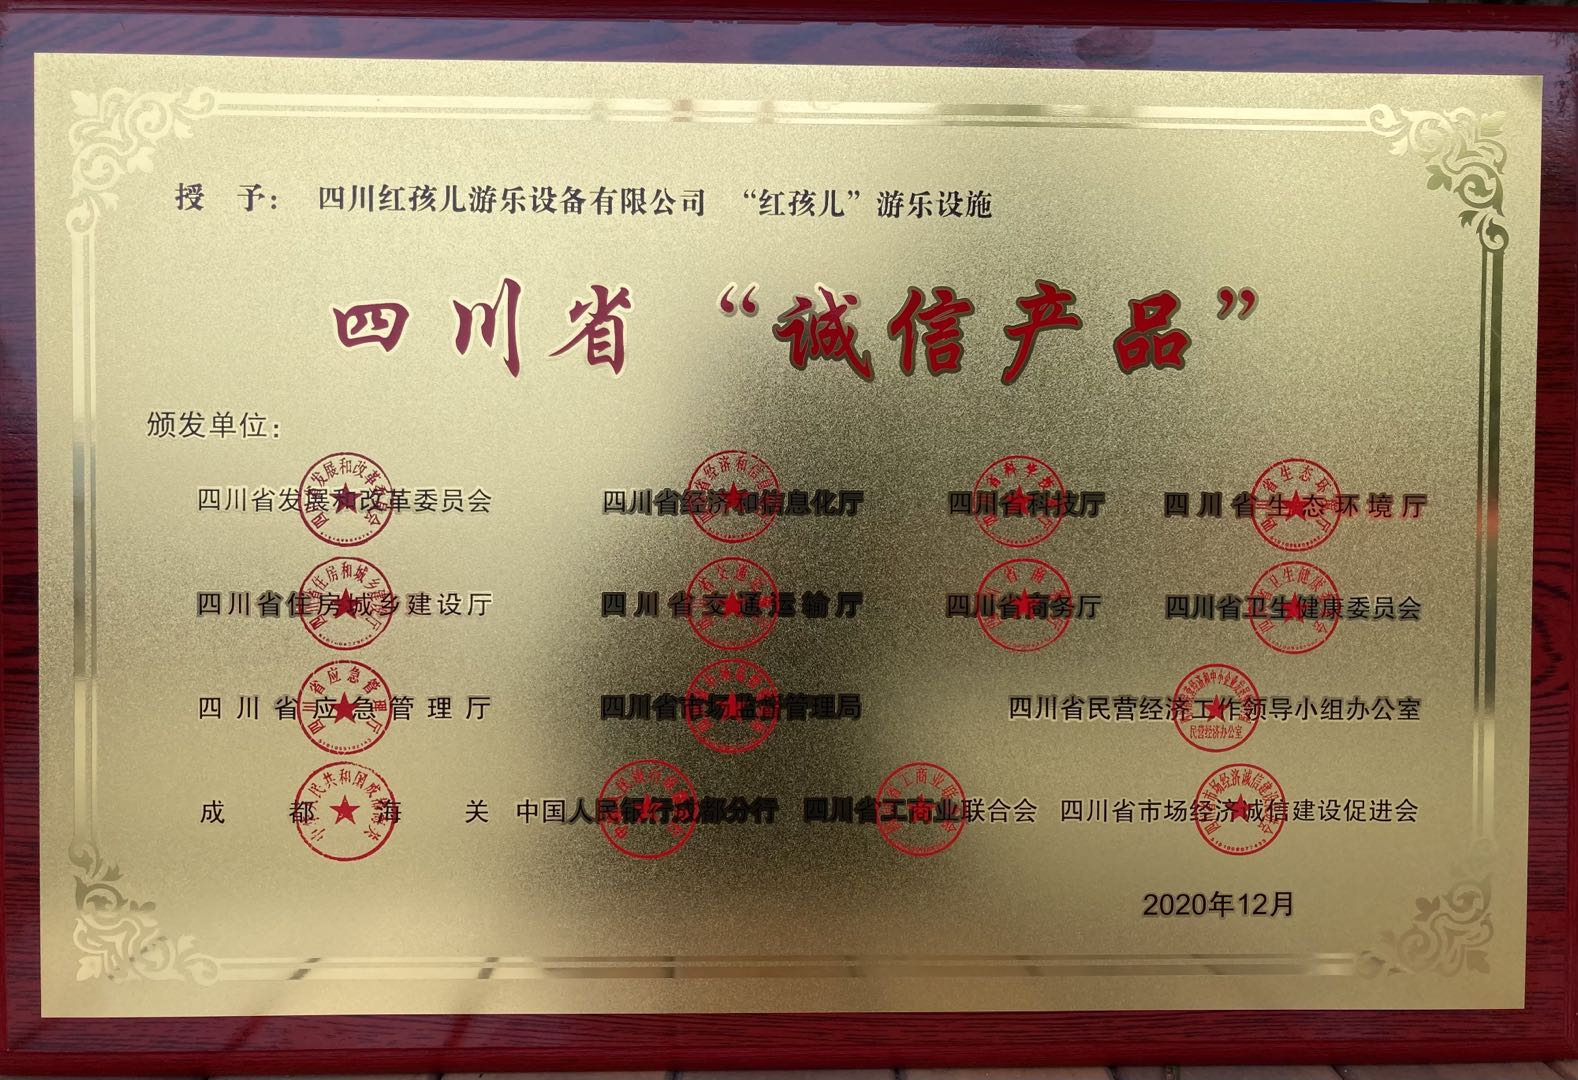 授 予： 四川红孩儿游乐设备有限公司 “红孩儿”游乐设施
四川省“诚信产品”
颁发单位：
四川省发展和改革委员会 四川省经济和信息化厅 四川省科技厅 四川省生态环境厅
四川省住房城乡建设厅 四川省交通运输厅 四川省商务厅 四川省卫生健康委员会
四川省应急管理厅 四川省市场监督管理局 四川省民营经济工作领导小组办公室
成都海关 中国人民银行成都分行 四川省工商业联合会 四川省市场经济诚信建设促进会
2020年12月